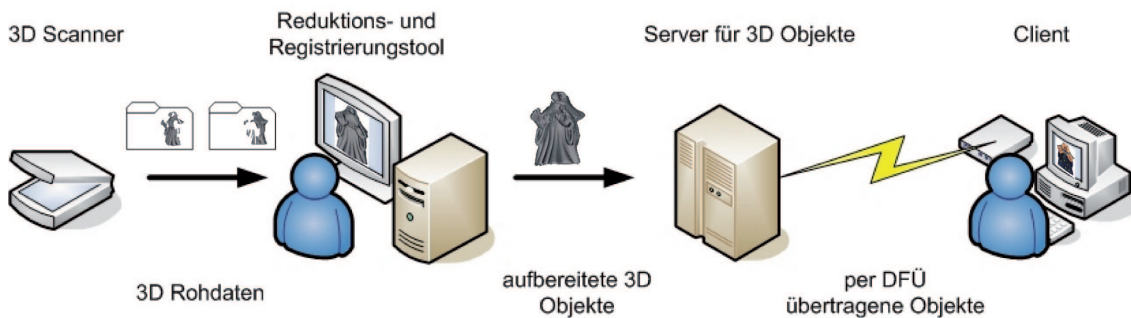 3D Scanner
Reduktions- und
Registrierungstool
Server für 3D Objekte
Client
3D Rohdaten
aufbereitete 3D
Objekte
per DFÜ
übertragene Objekte